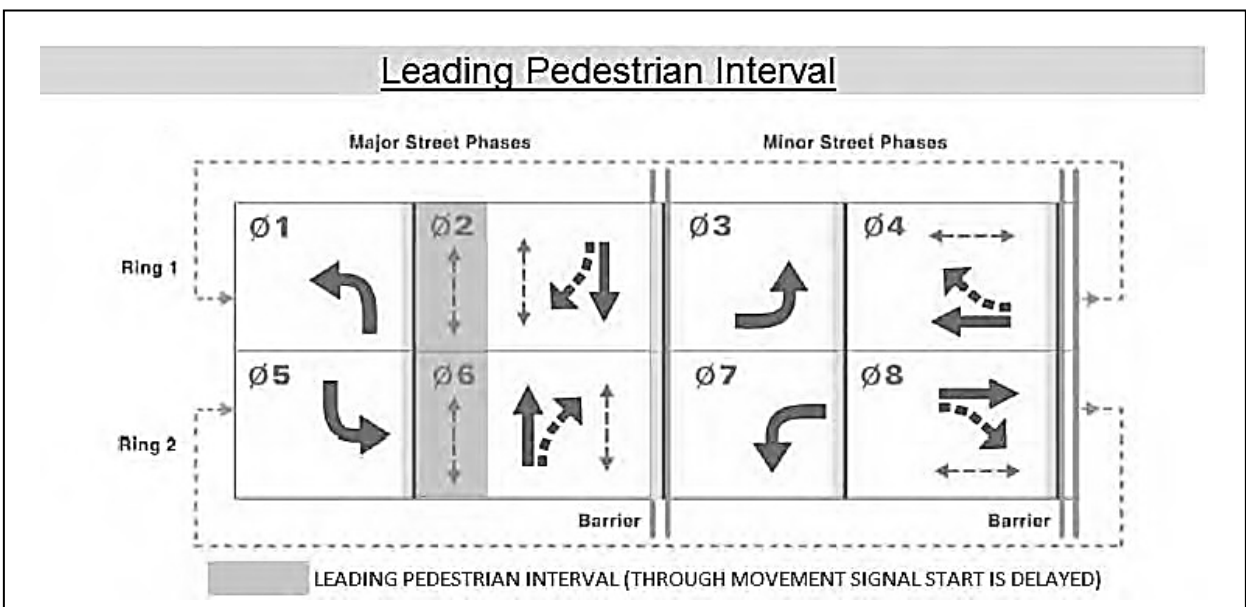 Leading Pedestrian Interval
Major Street Phases Minor Street Phases
Ø1 Ø2 Ø3 Ø4
Ring 1
Ø5 Ø6 Ø7 Ø8
Ring 2
Barrier Barrier
LEADING PEDESTRIAN INTERVAL (THROUGH MOVEMENT SIGNAL START IS DELAYED)